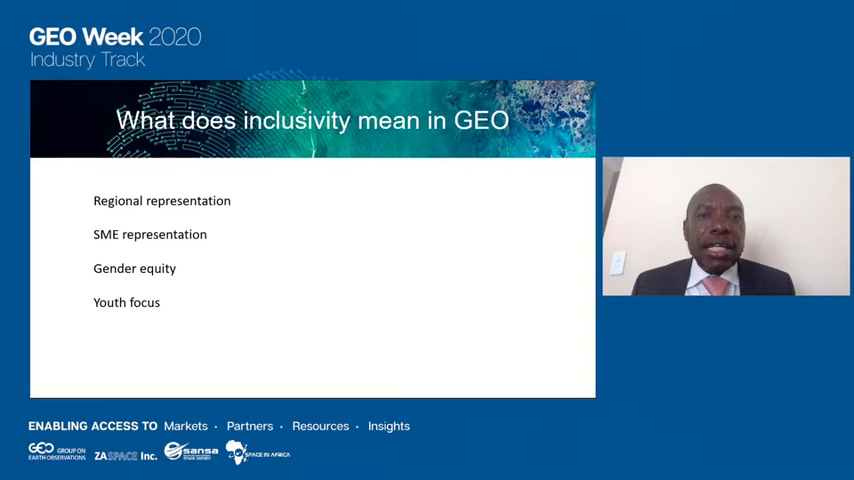 GEO Week 2020
Industry Track
What does inclusivity mean in GEO
Regional representation
SME representation
Gender equity
Youth focus
ENABLING ACCESS TO Markets · Partners · Resources · Insights
GEO GROUP ON
EARTH OBSERVATIONS
ZASPACE Inc.
sansa
SPACE IN AFRICA